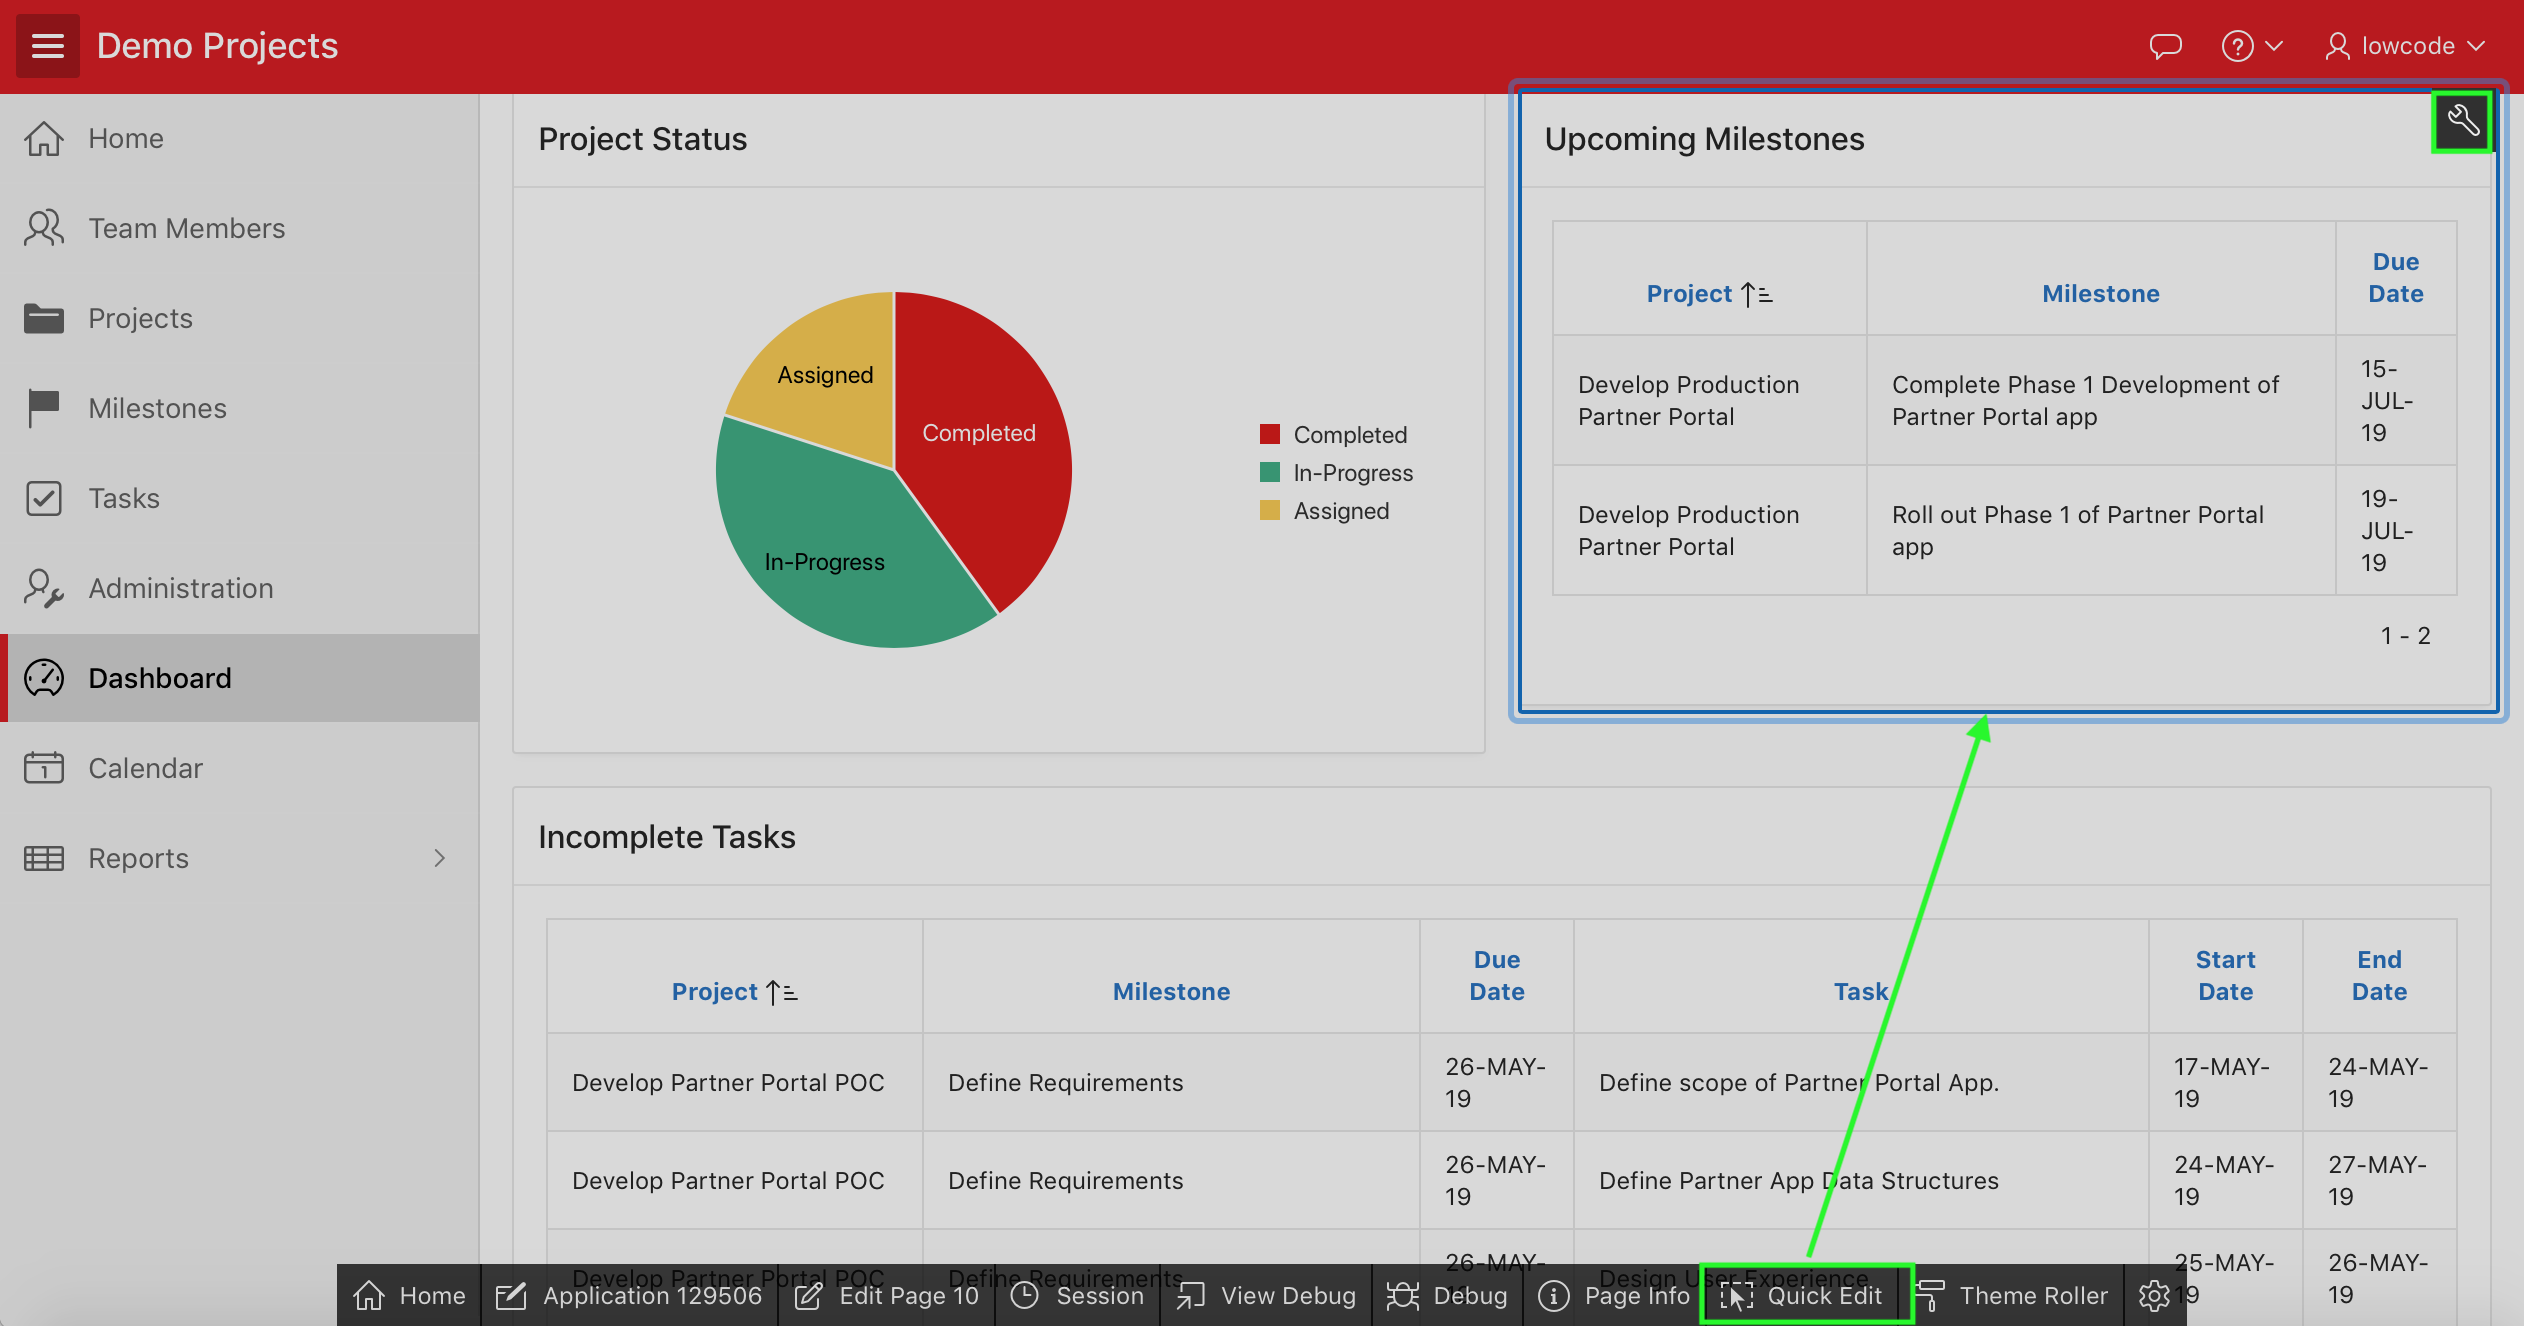 Demo Projects
lowcode
Home
Team Members
Projects
Milestones
Tasks
Administration
Dashboard
Calendar
Reports
Project Status
Assigned
Completed
In-Progress
Completed
In-Progress
Assigned
Upcoming Milestones
Project
Milestone
Due
Date
Develop Production
Partner Portal
Complete Phase 1 Development of
Partner Portal app
15-
JUL-
19
Develop Production
Partner Portal
Roll out Phase 1 of Partner Portal
app
19-
JUL-
19
1 - 2
Incomplete Tasks
Project
Milestone
Due
Date
Task
Start
Date
End
Date
Develop Partner Portal POC
Define Requirements
26-MAY-
19
Define scope of Partner Portal App.
17-MAY-
19
24-MAY-
19
Develop Partner Portal POC
Define Requirements
26-MAY-
19
Define Partner App Data Structures
24-MAY-
19
27-MAY-
19
Develop Partner Portal POC
Define Requirements
26-MAY-
19
Design User Experience
25-MAY-
19
26-MAY-
19
Home
Application 129506
Edit Page 10
Session
View Debug
Debug
Page Info
Quick Edit
Theme Roller